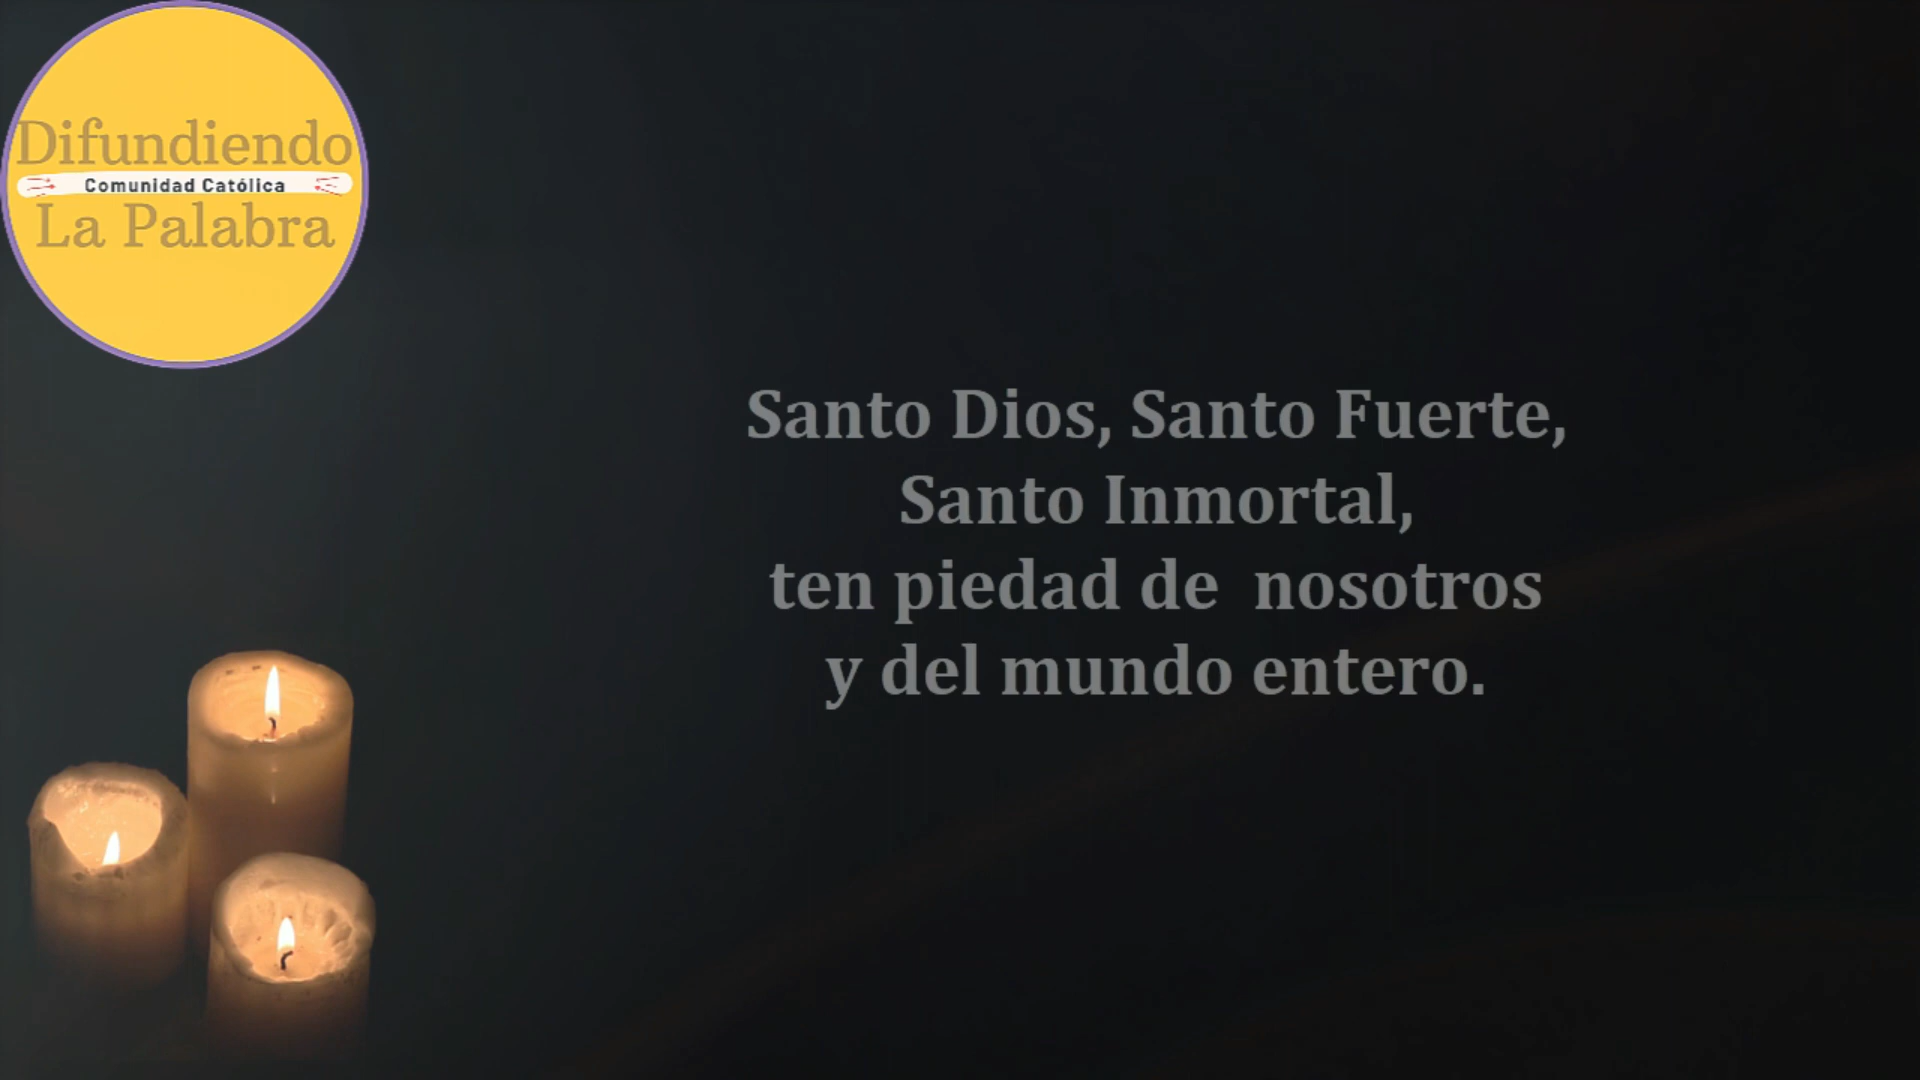 Difundiendo
Comunidad Católica
La Palabra
Santo Dios, Santo Fuerte,
Santo Inmortal,
ten piedad de  nosotros
y del mundo entero.